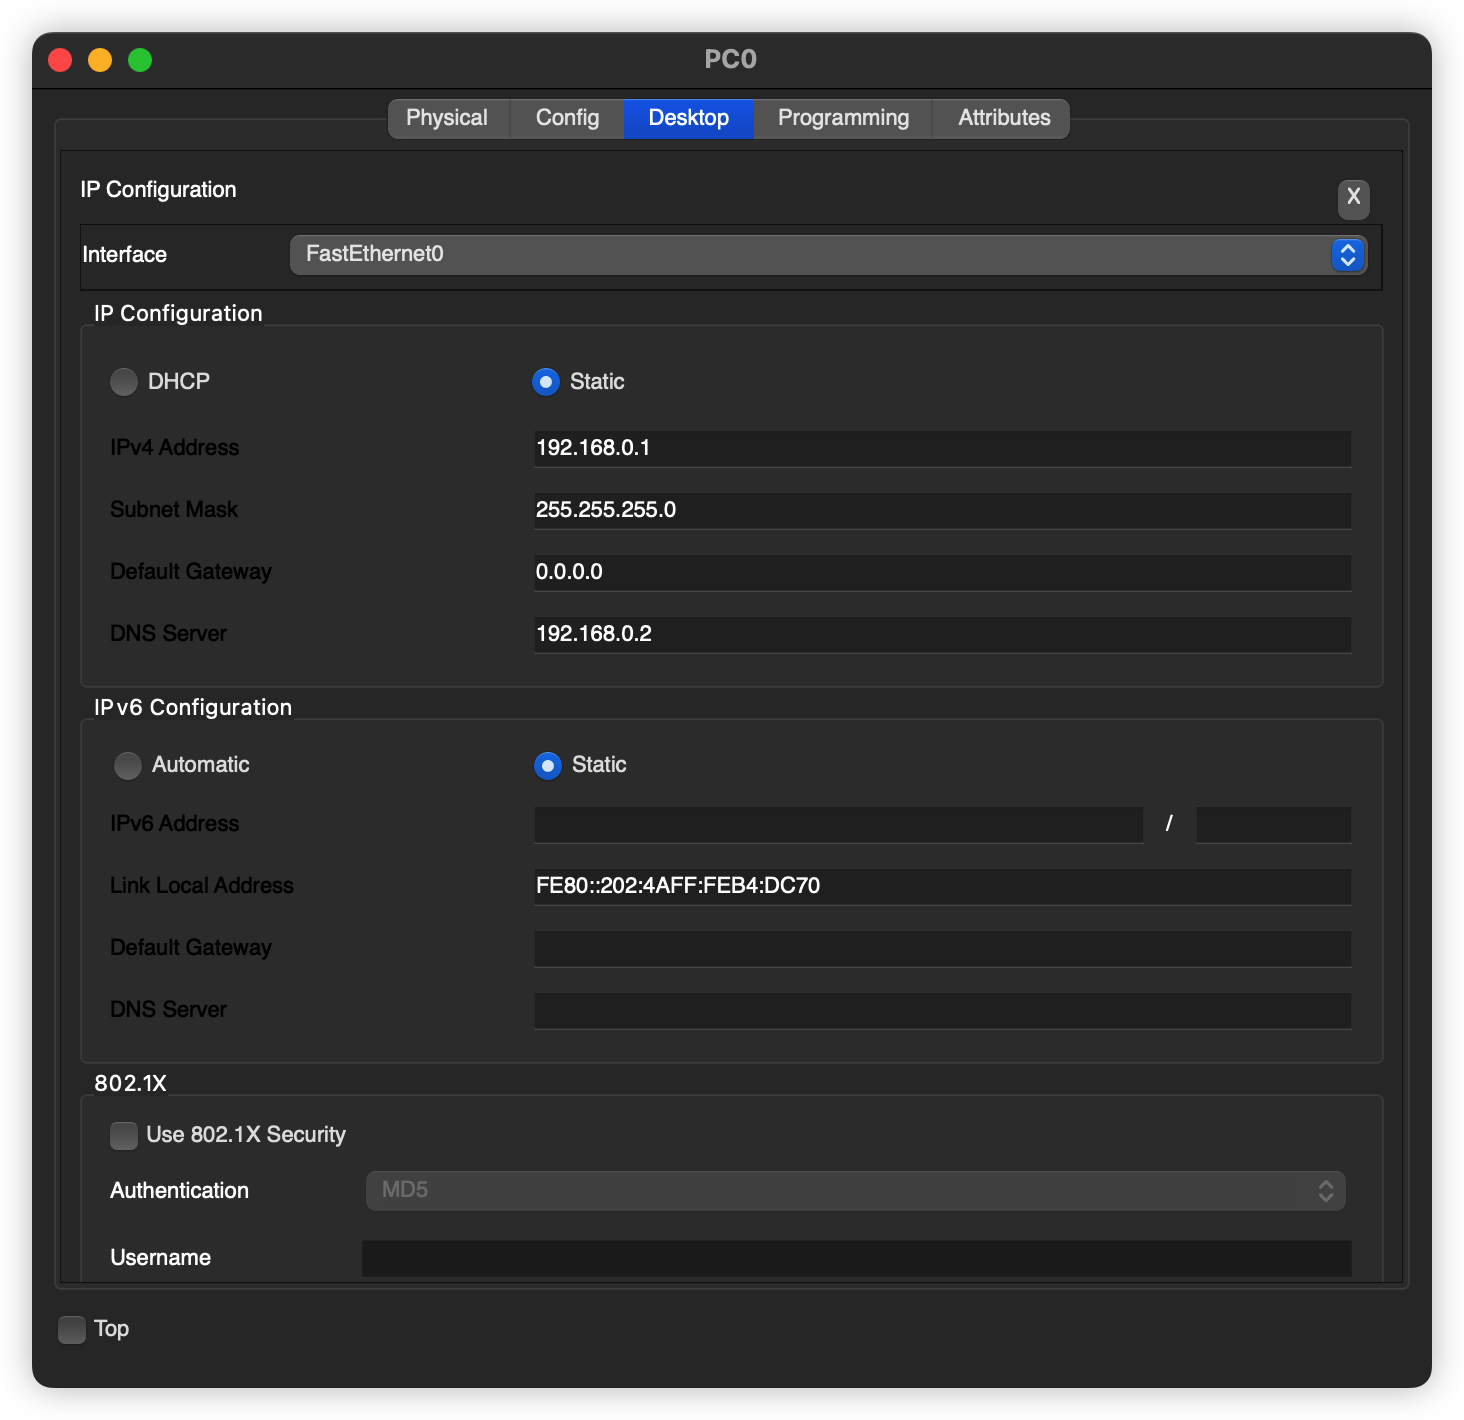 PC0
Physical Config Desktop Programming Attributes
IP Configuration
X
Interface FastEthernet0
IP Configuration
DHCP Static
IPv4 Address 192.168.0.1
Subnet Mask 255.255.255.0
Default Gateway 0.0.0.0
DNS Server 192.168.0.2
IPv6 Configuration
Automatic Static
IPv6 Address /
Link Local Address FE80::202:4AFF:FEB4:DC70
Default Gateway
DNS Server
802.1X
Use 802.1X Security
Authentication MD5
Username
Top